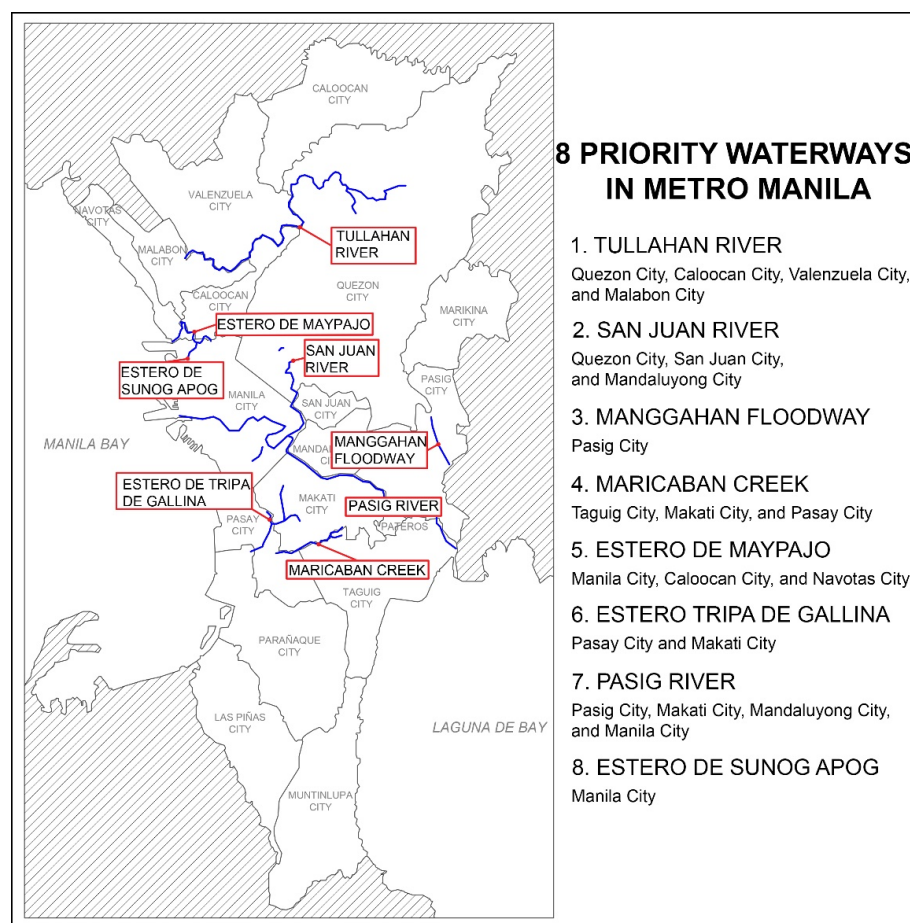 CALOOCAN
CITY
VALENZUELA
CITY
NAVOTAS
CITY
MALABON
CITY
TULLAHAN
RIVER
CALOOCAN
CITY
QUEZON
CITY
MARIKINA
CITY
ESTERO DE MAYPAJO
SAN JUAN
RIVER
ESTERO DE
SUNOG APOG
PASIG
CITY
MANILA
CITY
SAN JUAN
CITY
MANILA BAY
MANGGAHAN
FLOODWAY
ESTERO DE TRIPA
DE GALLINA
MAKATI
CITY
PASIG RIVER
PASAY
CITY
PATEROS
MARICABAN CREEK
TAGUIG
CITY
PARAÑAQUE
CITY
LAS PIÑAS
CITY
LAGUNA DE BAY
MUNTINLUPA
CITY
8 PRIORITY WATERWAYS
IN METRO MANILA
1. TULLAHAN RIVER
Quezon City, Caloocan City, Valenzuela City,
and Malabon City
2. SAN JUAN RIVER
Quezon City, San Juan City,
and Mandaluyong City
3. MANGGAHAN FLOODWAY
Pasig City
4. MARICABAN CREEK
Taguig City, Makati City, and Pasay City
5. ESTERO DE MAYPAJO
Manila City, Caloocan City, and Navotas City
6. ESTERO TRIPA DE GALLINA
Pasay City and Makati City
7. PASIG RIVER
Pasig City, Makati City, Mandaluyong City,
and Manila City
8. ESTERO DE SUNOG APOG
Manila City